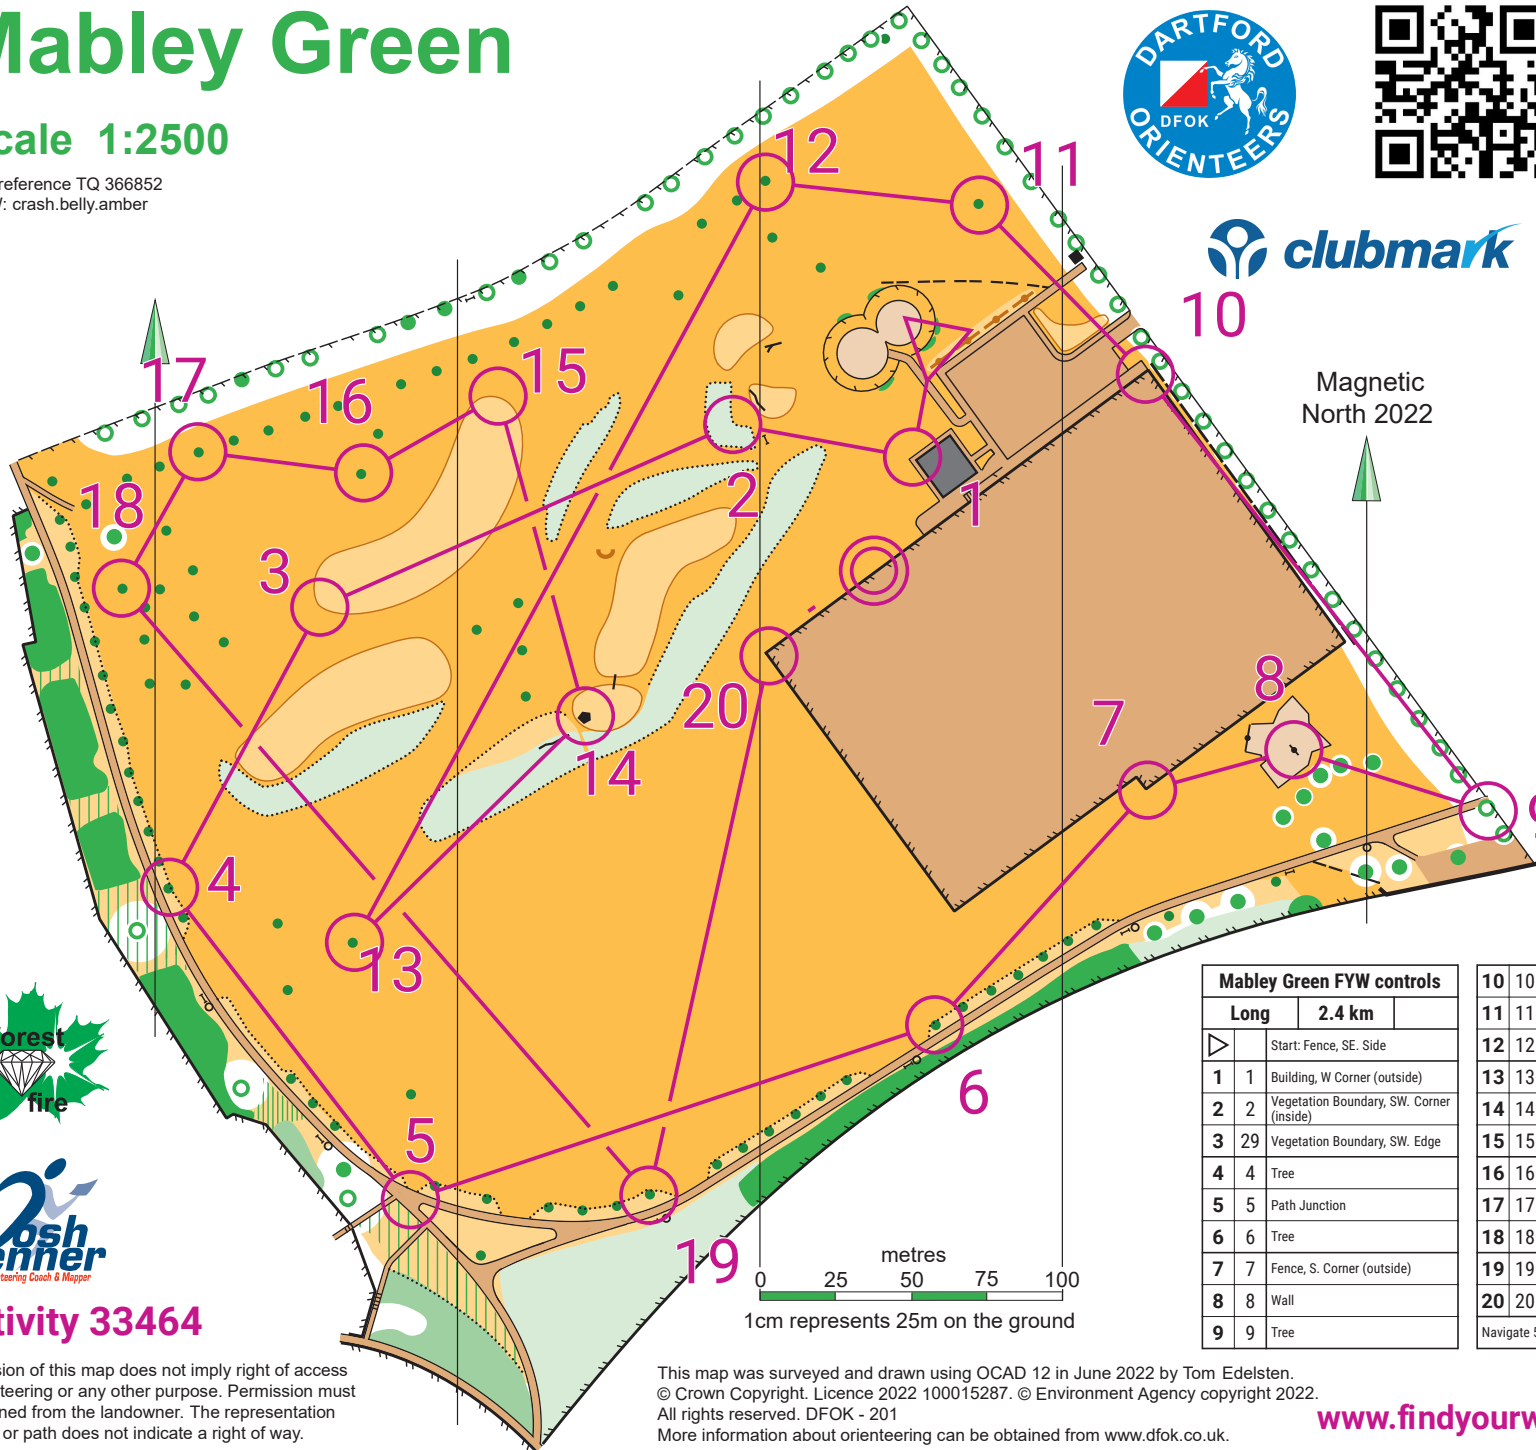 Mabley Green
cale 1:2500
reference TQ 366852
: crash.belly.amber
DARTFORD
DFOK
ORIENTEERS
clubmark
Magnetic
North 2022
12
11
10
17
16
15
18
3
2
1
8
20
7
14
4
13
9
6
5
19
orest
fire
osh
enner
teering Coach & Mapper
tivity 33464
sion of this map does not imply right of access
teering or any other purpose. Permission must
ned from the landowner. The representation
or path does not indicate a right of way.
metres
0 25 50 75 100
1cm represents 25m on the ground
This map was surveyed and drawn using OCAD 12 in June 2022 by Tom Edelsten.
© Crown Copyright. Licence 2022 100015287. © Environment Agency copyright 2022.
All rights reserved. DFOK - 201
More information about orienteering can be obtained from www.dfok.co.uk.
Mabley Green FYW controls
Long 2.4 km
Start: Fence, SE. Side
1 1 Building, W Corner (outside)
2 2 Vegetation Boundary, SW. Corner
(inside)
3 29 Vegetation Boundary, SW. Edge
4 4 Tree
5 5 Path Junction
6 6 Tree
7 7 Fence, S. Corner (outside)
8 8 Wall
9 9 Tree
10 10
11 11
12 12
13 13
14 14
15 15
16 16
17 17
18 18
19 19
20 20
Navigate 5
www.findyourw